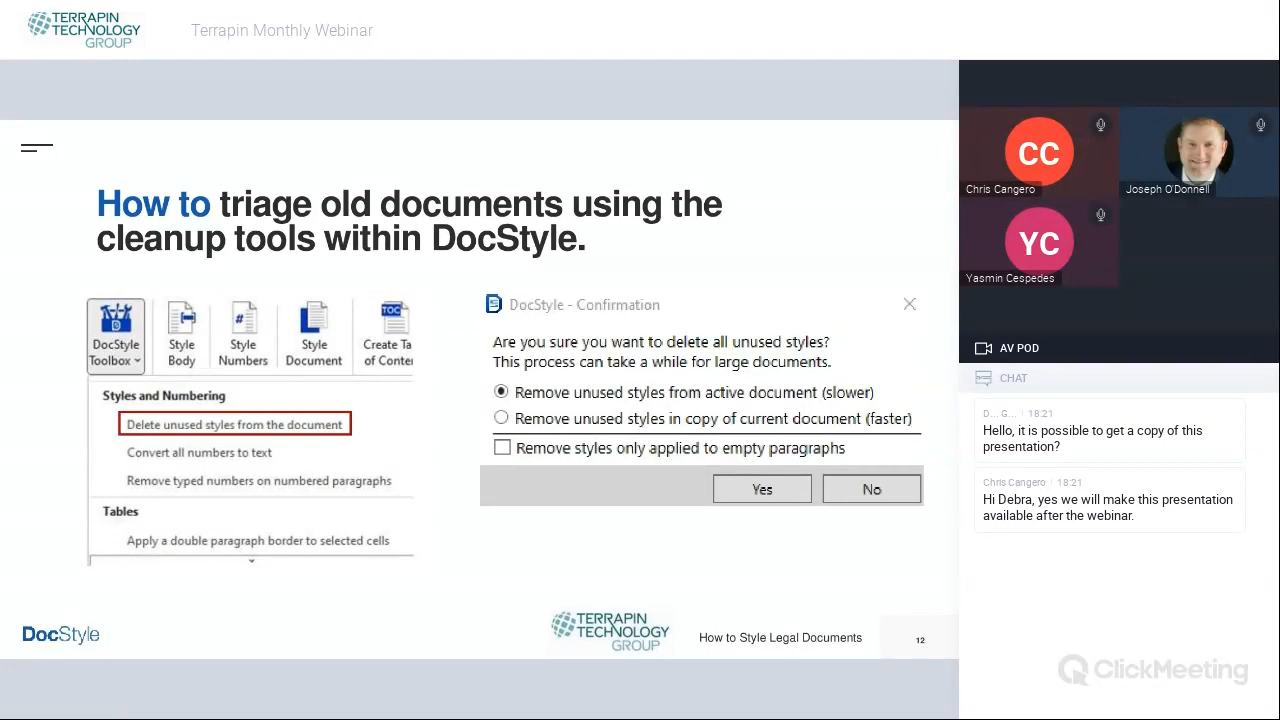 TERRAPIN
TECHNOLOGY
GROUP
Terrapin Monthly Webinar
How to triage old documents using the
cleanup tools within DocStyle.
DocStyle
Toolbox
Style
Body
Style
Numbers
Style
Document
TOC
Create Ta
of Conter
Styles and Numbering
Delete unused styles from the document
Convert all numbers to text
Remove typed numbers on numbered paragraphs
Tables
Apply a double paragraph border to selected cells
DocStyle - Confirmation
Are you sure you want to delete all unused styles?
This process can take a while for large documents.
Remove unused styles from active document (slower)
Remove unused styles in copy of current document (faster)
Remove styles only applied to empty paragraphs
Yes
No
DocStyle
TERRAPIN
TECHNOLOGY
GROUP
How to Style Legal Documents
12
CC
Chris Cangero
Joseph O'Donnell
YC
Yasmin Cespedes
AV POD
CHAT
D... G... 18:21
Hello, it is possible to get a copy of this
presentation?
Chris Cangero 18:21
Hi Debra, yes we will make this presentation
available after the webinar.
ClickMeeting